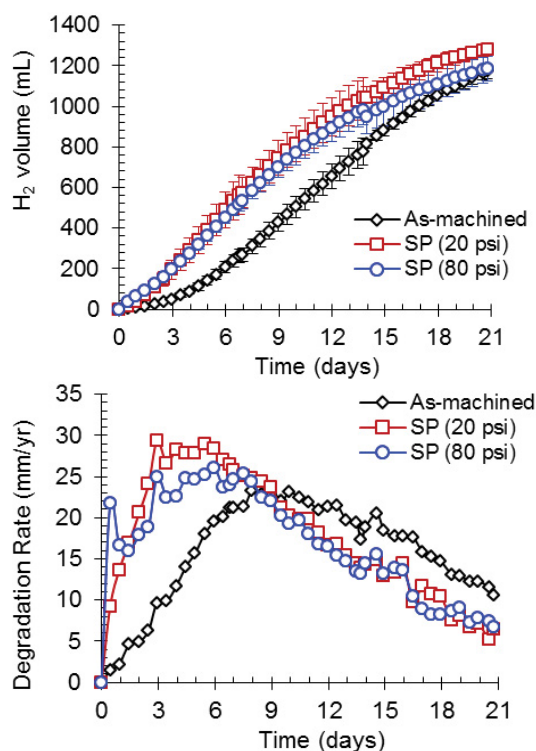 1400
1200
1000
800
600
400
200
0
H₂ volume (mL)
As-machined
SP (20 psi)
SP (80 psi)
0 3 6 9 12 15 18 21
Time (days)
35
30
25
20
15
10
5
0
Degradation Rate (mm/yr)
As-machined
SP (20 psi)
SP (80 psi)
0 3 6 9 12 15 18 21
Time (days)